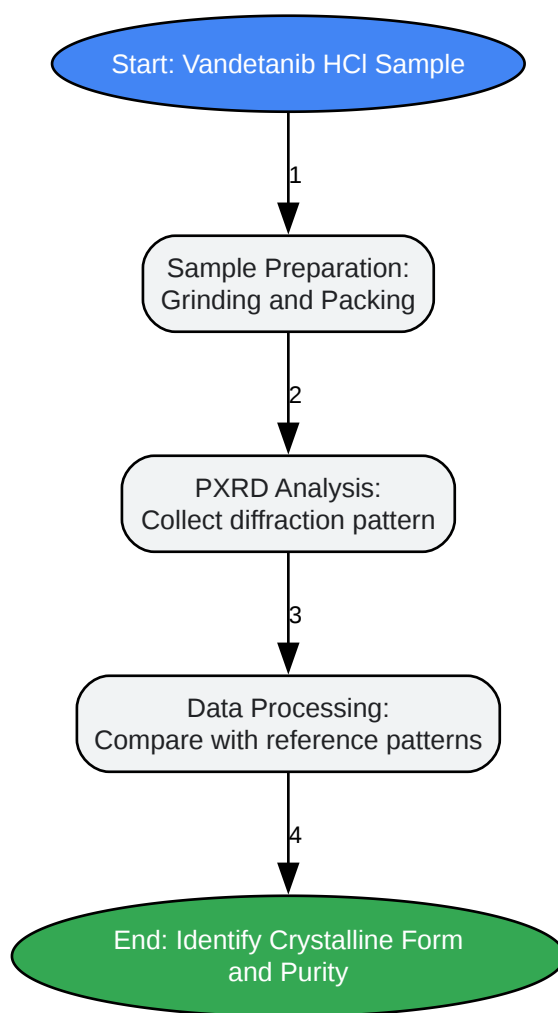 Start: Vandetanib HCl Sample
1
Sample Preparation:
Grinding and Packing
2
PXRD Analysis:
Collect diffraction pattern
3
Data Processing:
Compare with reference patterns
4
End: Identify Crystalline Form
and Purity